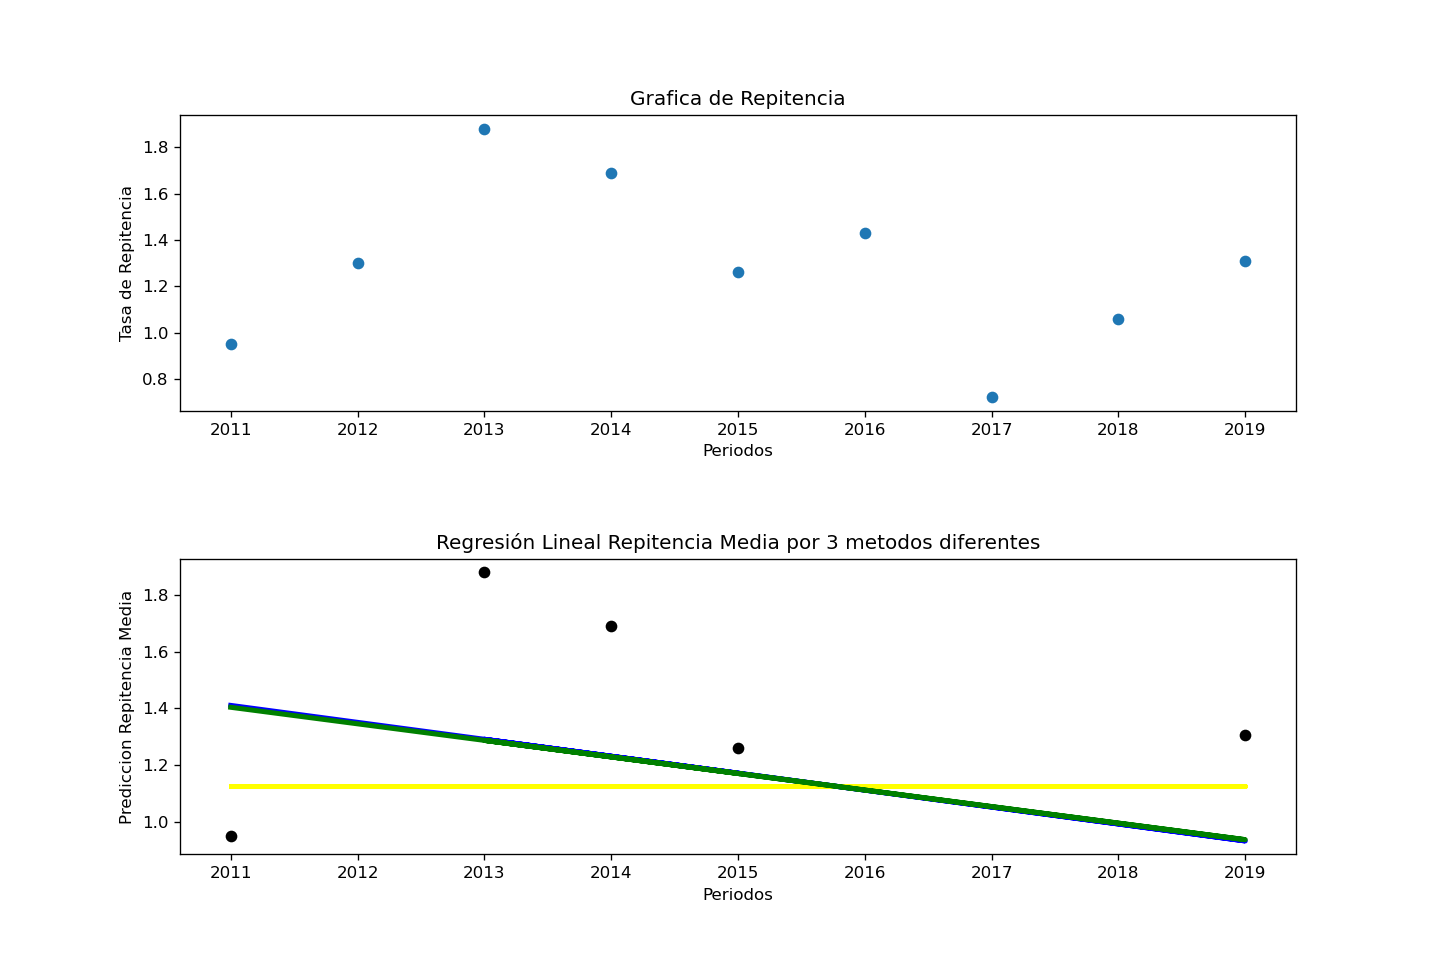 Grafica de Repitencia
Tasa de Repitencia
1.8
1.6
1.4
1.2
1.0
0.8
2011 2012 2013 2014 2015 2016 2017 2018 2019
Periodos
Regresión Lineal Repitencia Media por 3 metodos diferentes
Prediccion Repitencia Media
1.8
1.6
1.4
1.2
1.0
2011 2012 2013 2014 2015 2016 2017 2018 2019
Periodos